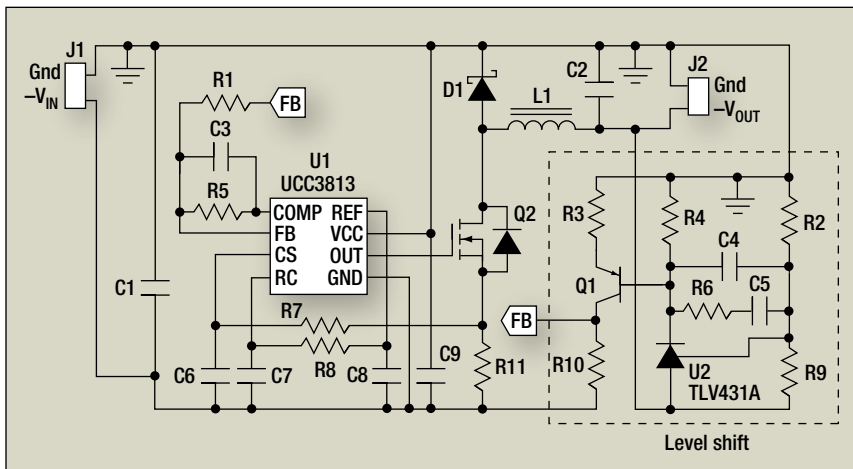 J1
Gnd
–VIN
R1
FB
C3
R5
U1
UCC3813
COMP REF
FB VCC
CS OUT
RC GND
C1
R7
R8
C6
C7
C8
C9
D1
L1
C2
J2
Gnd
–VOUT
Q2
R11
FB
R3
R4
R2
C4
Q1
R6
C5
R10
U2
TLV431A
R9
Level shift